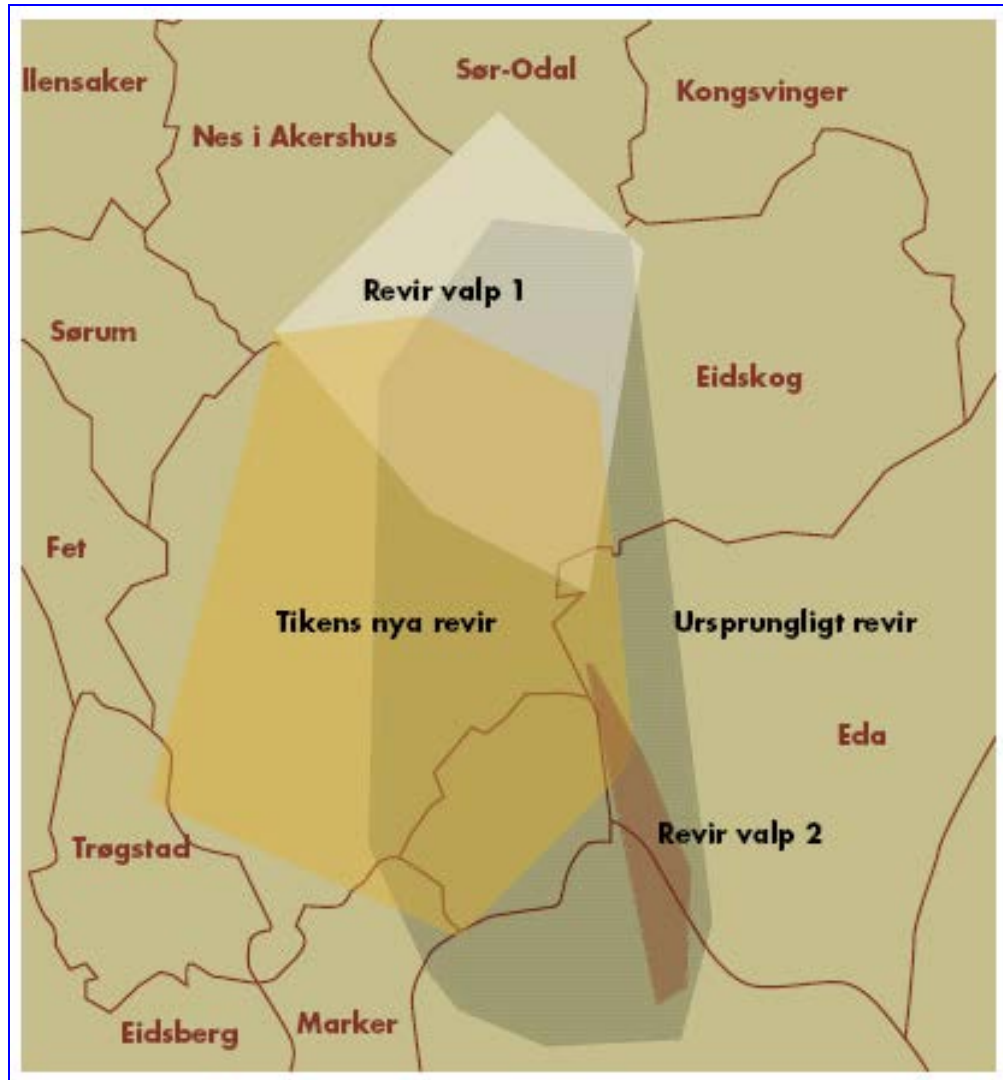 Sør-Odal
llensaker
Kongsvinger
Nes i Akershus
Revir valp 1
Sørum
Eidskog
Fet
Tikens nya revir
Ursprungligt revir
Eda
Revir valp 2
Trøgstad
Marker
Eidsberg